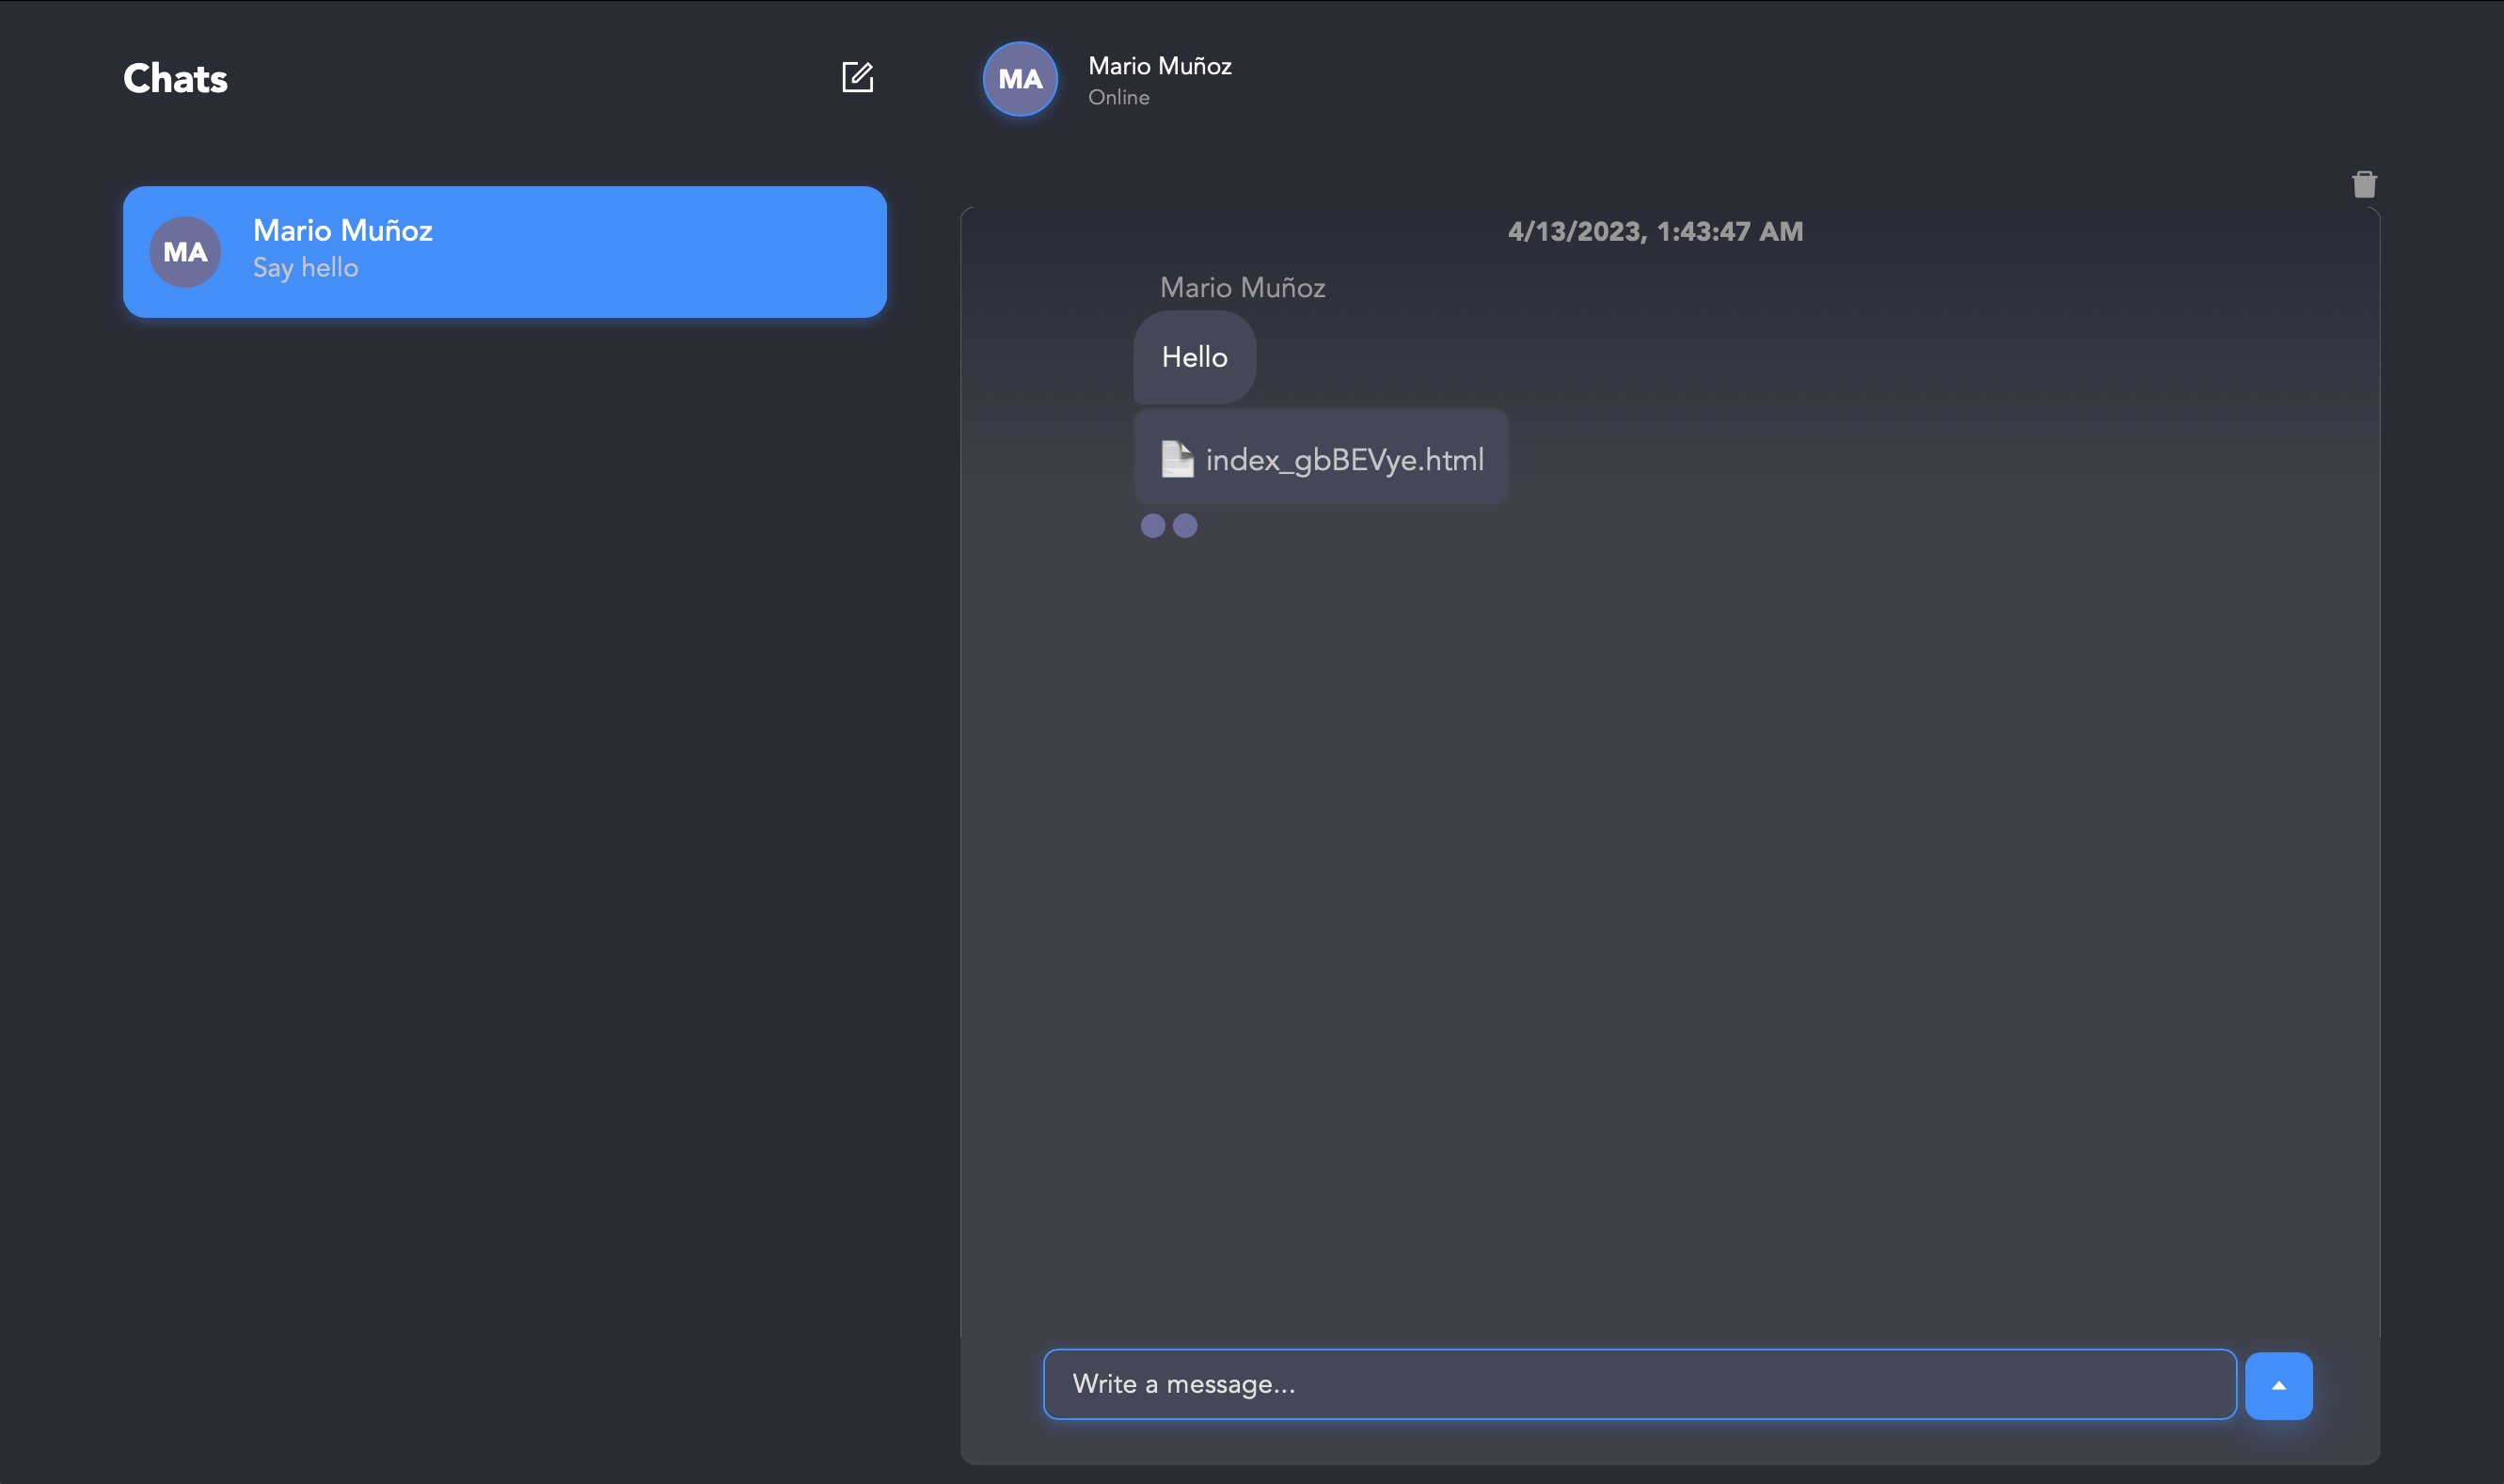 Chats
MA
Mario Muñoz
Say hello
MA
Mario Muñoz
Online
4/13/2023, 1:43:47 AM
Mario Muñoz
Hello
index_gbBEVye.html
Write a message...